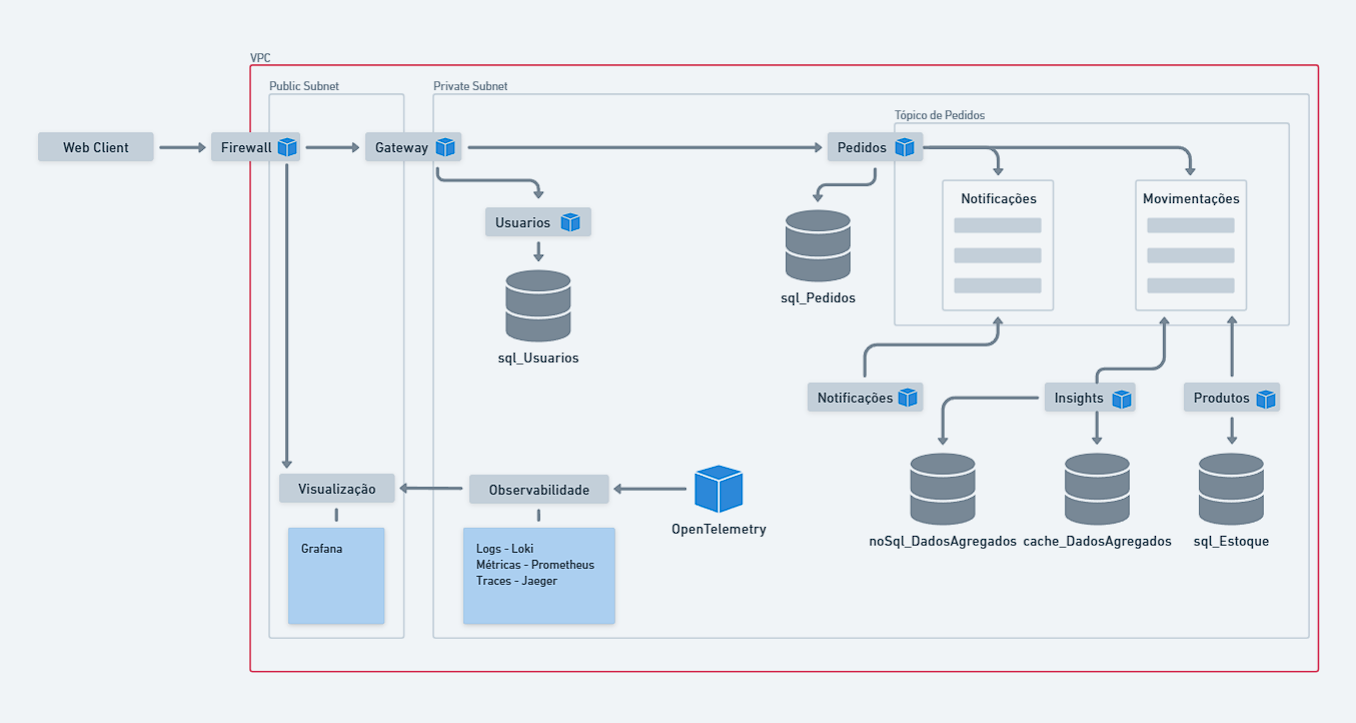 VPC
Public Subnet
Private Subnet
Tópico de Pedidos
Web Client
Firewall
Gateway
Pedidos
Notificações
Movimentações
Usuarios
sql_Pedidos
sql_Usuarios
Notificações
Insights
Produtos
Visualização
Observabilidade
OpenTelemetry
noSql_DadosAgregados
cache_DadosAgregados
sql_Estoque
Grafana
Logs - Loki
Métricas - Prometheus
Traces - Jaeger